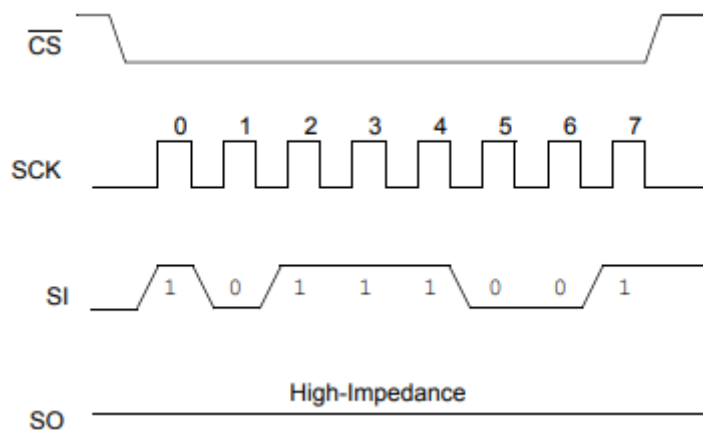 CS
0 1 2 3 4 5 6 7
SCK
SI 1 0 1 1 1 0 0 1
High-Impedance
SO